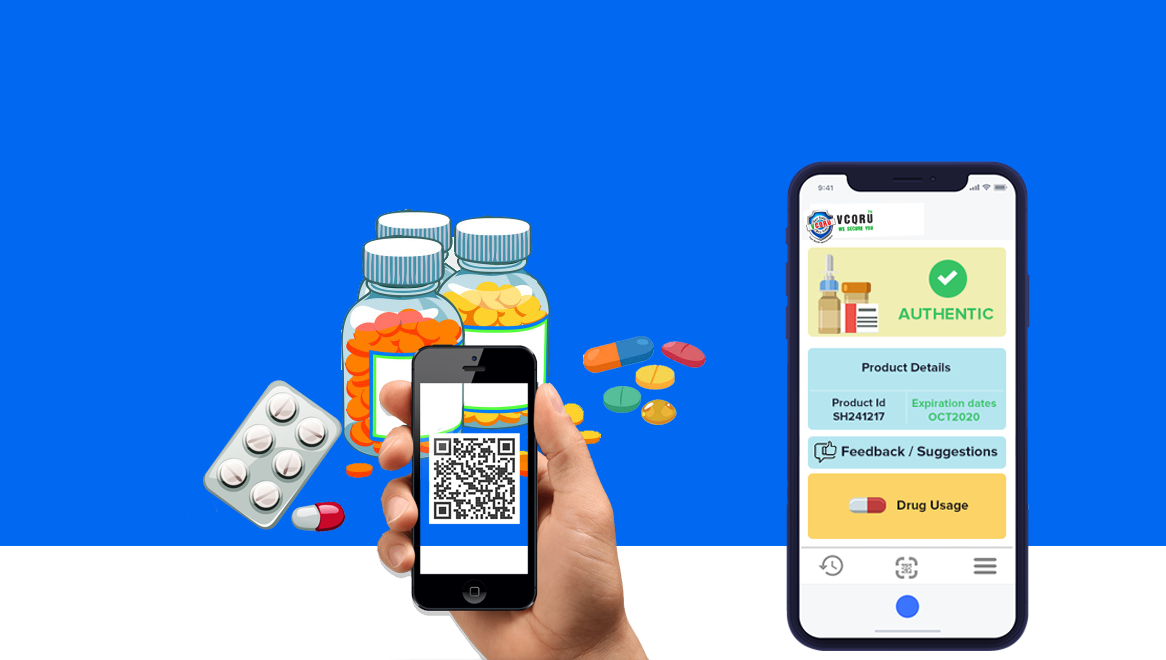 9:41
VCQRU
WE SECURE YOU
AUTHENTIC
Product Details
Product Id
SH241217
Expiration dates
OCT2020
Feedback / Suggestions
Drug Usage